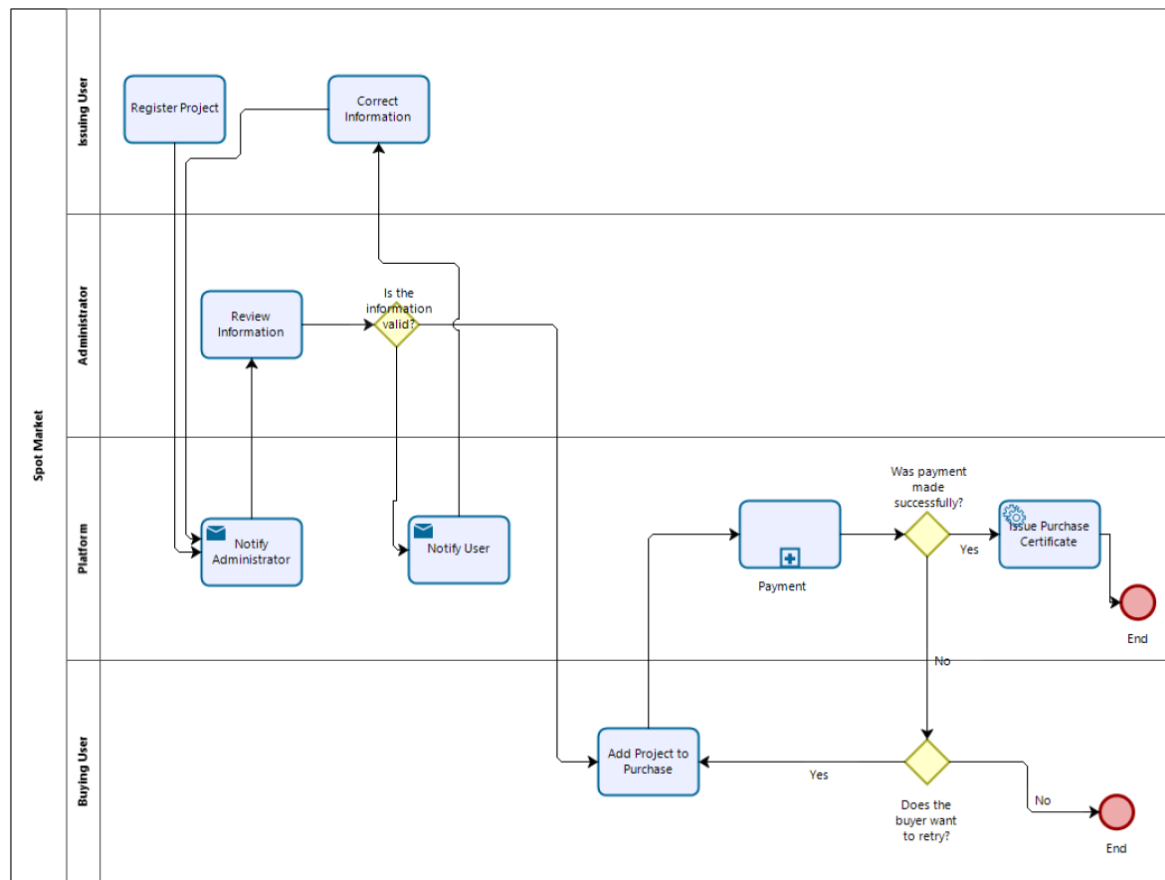 Spot Market
Issuing User
Register Project
Correct
Information
Administrator
Review
Information
Is the
information
valid?
Platform
Notify
Administrator
Notify User
Payment
Was payment
made
successfully?
Yes
Issue Purchase
Certificate
End
No
Buying User
Add Project to
Purchase
Yes
Does the
buyer want
to retry?
No
End